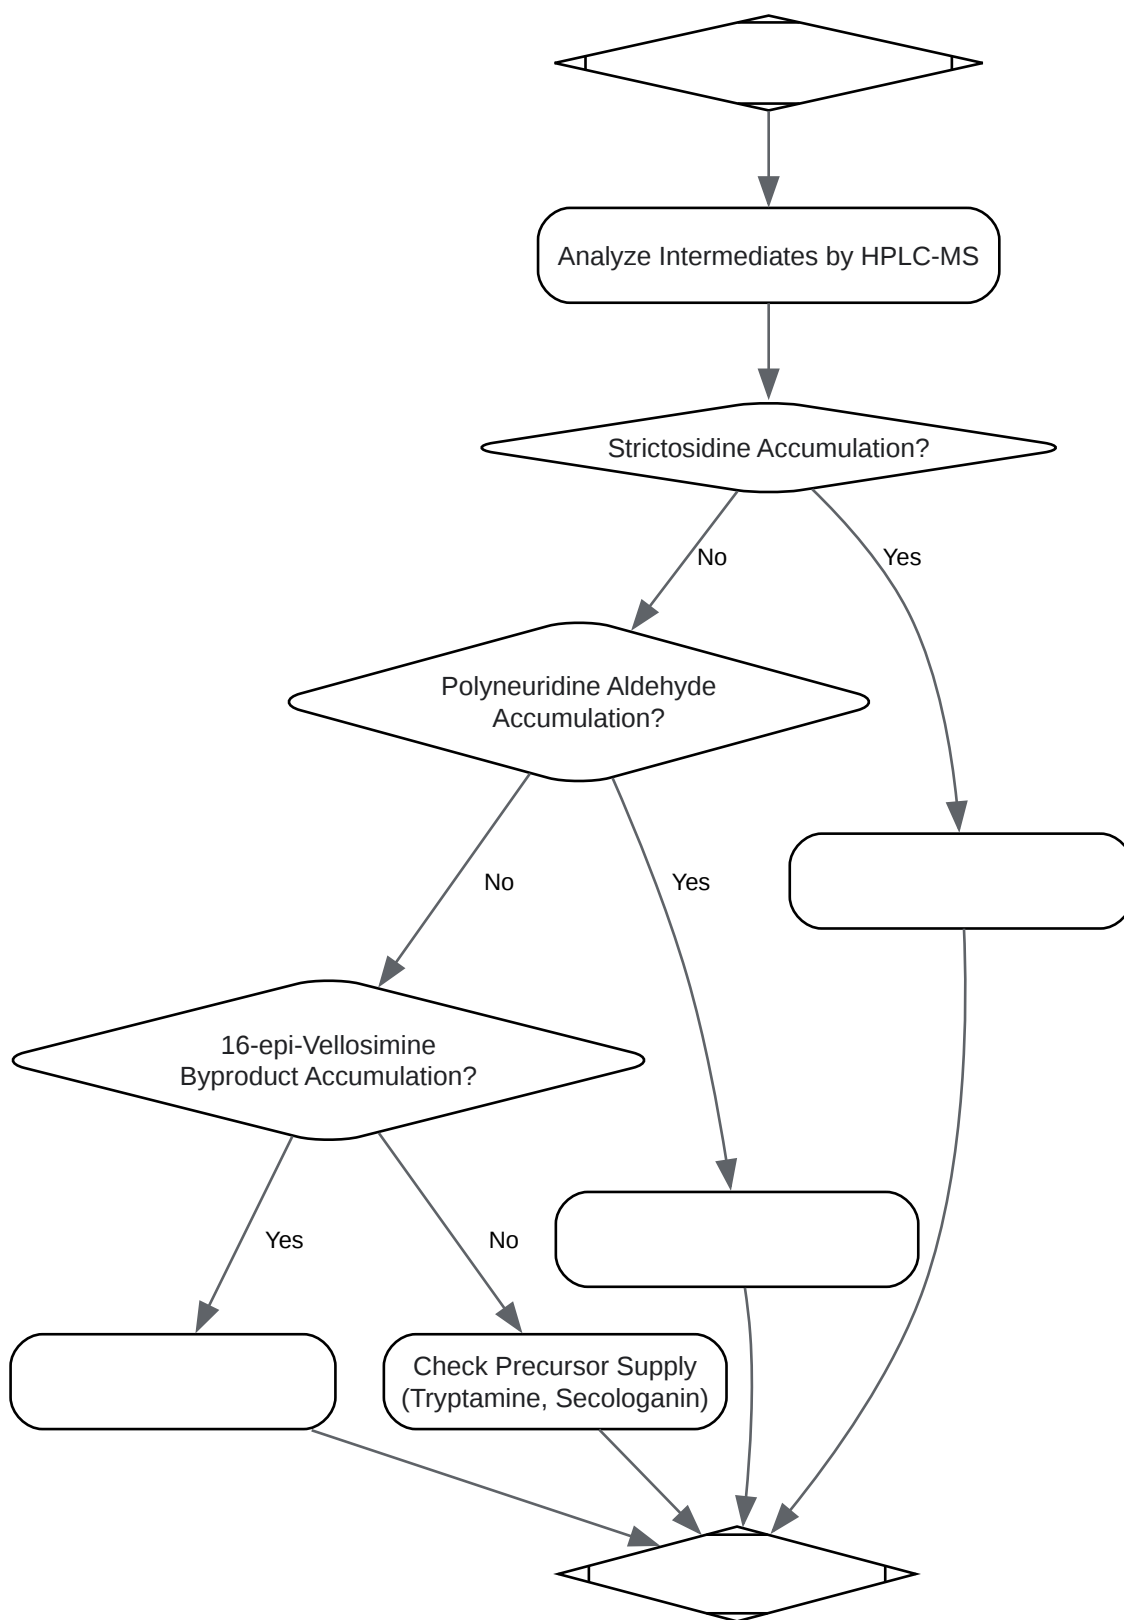 Analyze Intermediates by HPLC-MS
Strictosidine Accumulation?
No
Yes
Polyneuridine Aldehyde
Accumulation?
No
Yes
16-epi-Vellosimine
Byproduct Accumulation?
Yes
No
Check Precursor Supply
(Tryptamine, Secologanin)